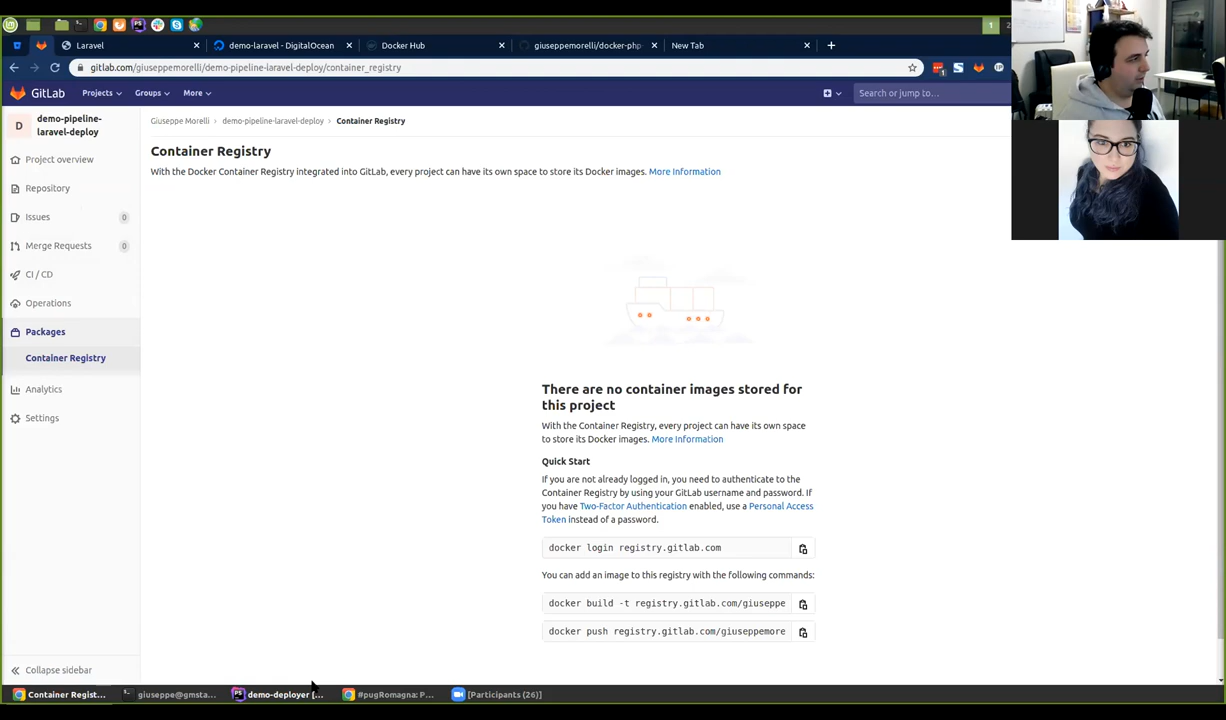 1
Laravel
demo-laravel - DigitalOcean
Docker Hub
giuseppemorelli/docker-php
New Tab
gitlab.com/giuseppemorelli/demo-pipeline-laravel-deploy/container_registry
GitLab
Projects
Groups
More
Search or jump to…
D
demo-pipeline-
laravel-deploy
Project overview
Repository
Issues
0
Merge Requests
0
CI / CD
Operations
Packages
Container Registry
Analytics
Settings
Collapse sidebar
Giuseppe Morelli
demo-pipeline-laravel-deploy
Container Registry
Container Registry
With the Docker Container Registry integrated into GitLab, every project can have its own space to store its Docker images. More Information
There are no container images stored for
this project
With the Container Registry, every project can have its own space
to store its Docker images. More Information
Quick Start
If you are not already logged in, you need to authenticate to the
Container Registry by using your GitLab username and password. If
you have Two-Factor Authentication enabled, use a Personal Access
Token instead of a password.
docker login registry.gitlab.com
You can add an image to this registry with the following commands:
docker build -t registry.gitlab.com/giuseppe
docker push registry.gitlab.com/giuseppemore
Container Regist...
giuseppe@gmsta...
demo-deployer [...
#pugRomagna: P...
[Participants (26)]